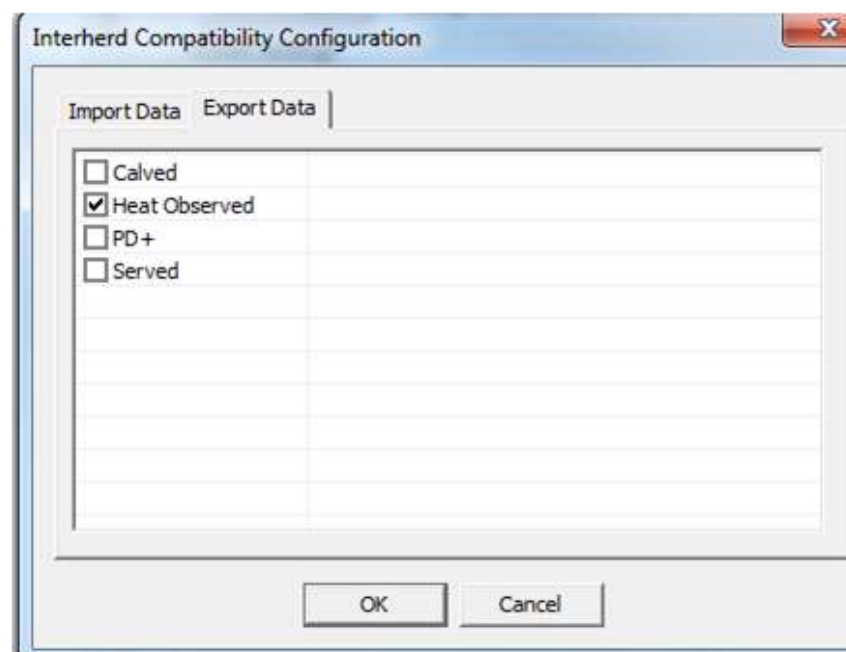 Interherd Compatibility Configuration
Import Data Export Data
Calved
Heat Observed
PD+
Served
OK Cancel